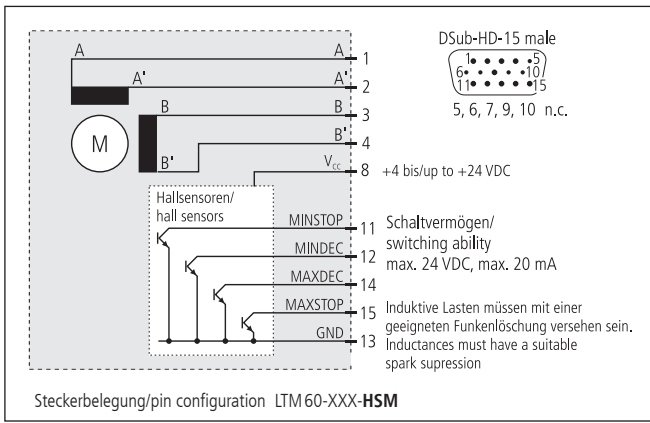 DSub-HD-15 male
1 5
6 10
11 15
5, 6, 7, 9, 10 n.c.
A A 1
A' A' 2
B B 3
B' 4
M
B'
V_CC 8 +4 bis/up to +24 VDC
Hallsensoren/
hall sensors
MINSTOP 11
MINDEC 12
MAXDEC 14
MAXSTOP 15
GND 13
Schaltvermögen/
switching ability
max. 24 VDC, max. 20 mA
Induktive Lasten müssen mit einer
geeigneten Funkenlöschung versehen sein.
Inductances must have a suitable
spark supression
Steckerbelegung/pin configuration LTM60-XXX-HSM